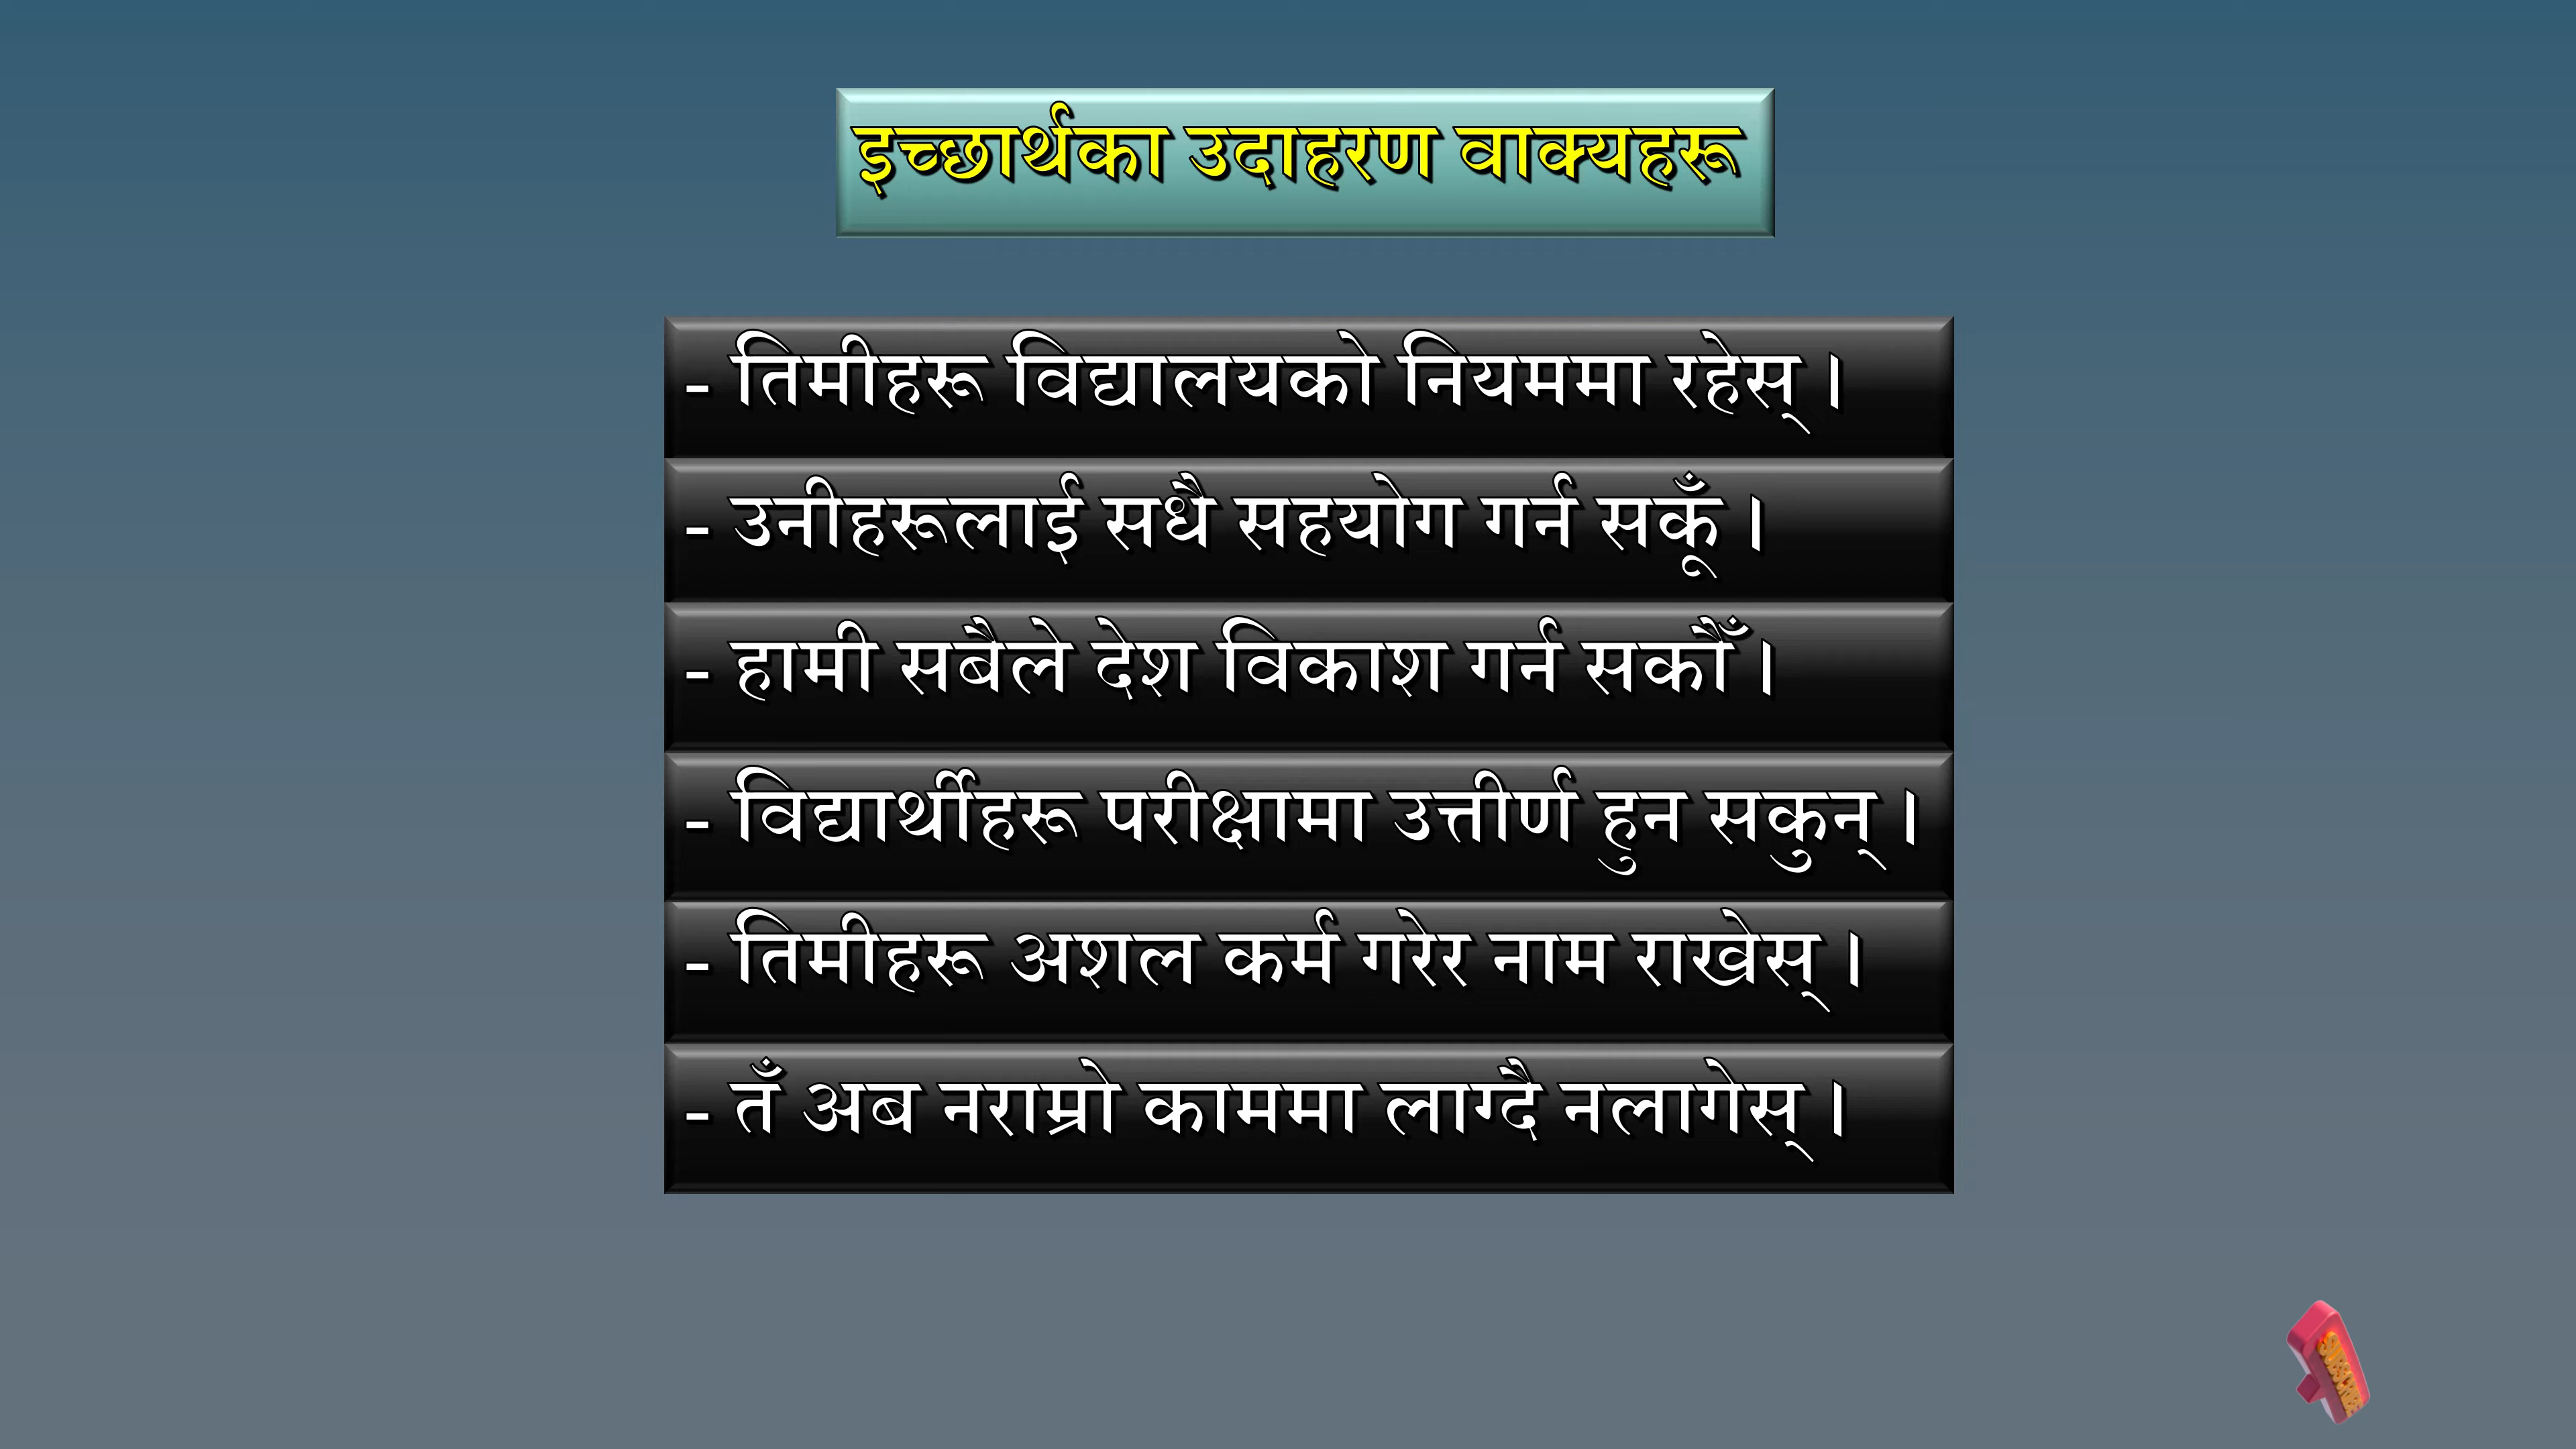 इच्छार्थका उदाहरण वाक्यहरू
- तिमीहरू विद्यालयको नियममा रहेस् ।
- उनीहरूलाई सधै सहयोग गर्न सकूँ ।
- हामी सबैले देश विकाश गर्न सकौँ ।
- विद्यार्थीहरू परीक्षामा उत्तीर्ण हुन सकुन् ।
- तिमीहरू अशल कर्म गरेर नाम राखेस् ।
- तँ अब नराम्रो काममा लाग्दै नलागेस् ।